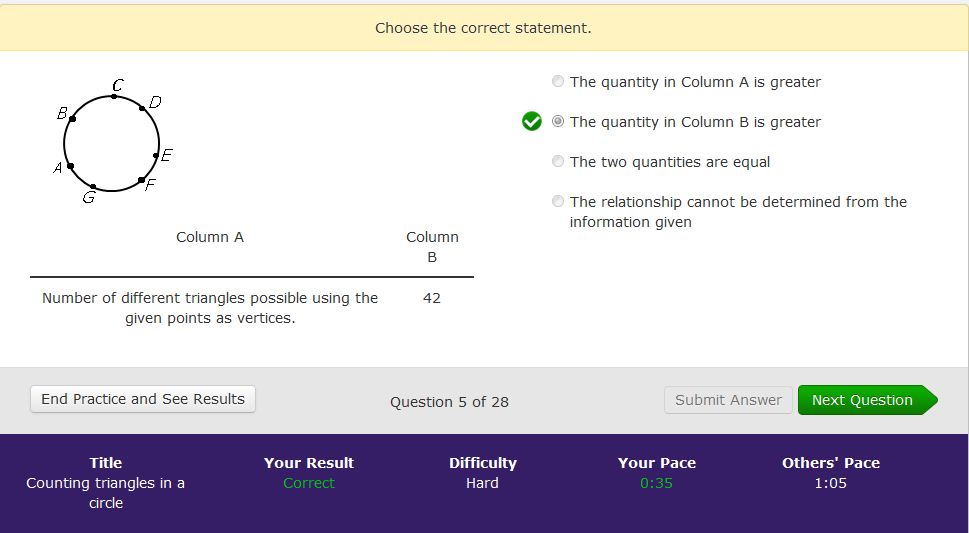 Choose the correct statement.
C
D
B
E
A
F
G
Column A
Column
B
Number of different triangles possible using the
given points as vertices.
42
The quantity in Column A is greater
The quantity in Column B is greater
The two quantities are equal
The relationship cannot be determined from the
information given
End Practice and See Results
Question 5 of 28
Submit Answer
Next Question
Title
Counting triangles in a
circle
Your Result
Correct
Difficulty
Hard
Your Pace
0:35
Others' Pace
1:05